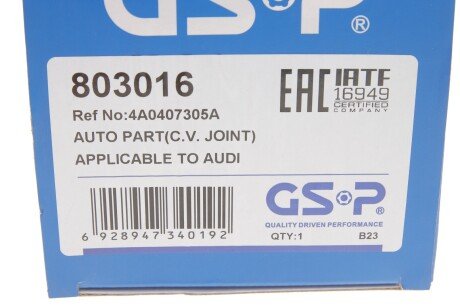 GSP®
803016
EAC IATF
16949
CERTIFIED
COMPANY
Ref No:4A0407305A
AUTO PART(C.V. JOINT)
APPLICABLE TO AUDI
GSP®
QUALITY DRIVEN PERFORMANCE
6 928947 340192
QTY:1 B23